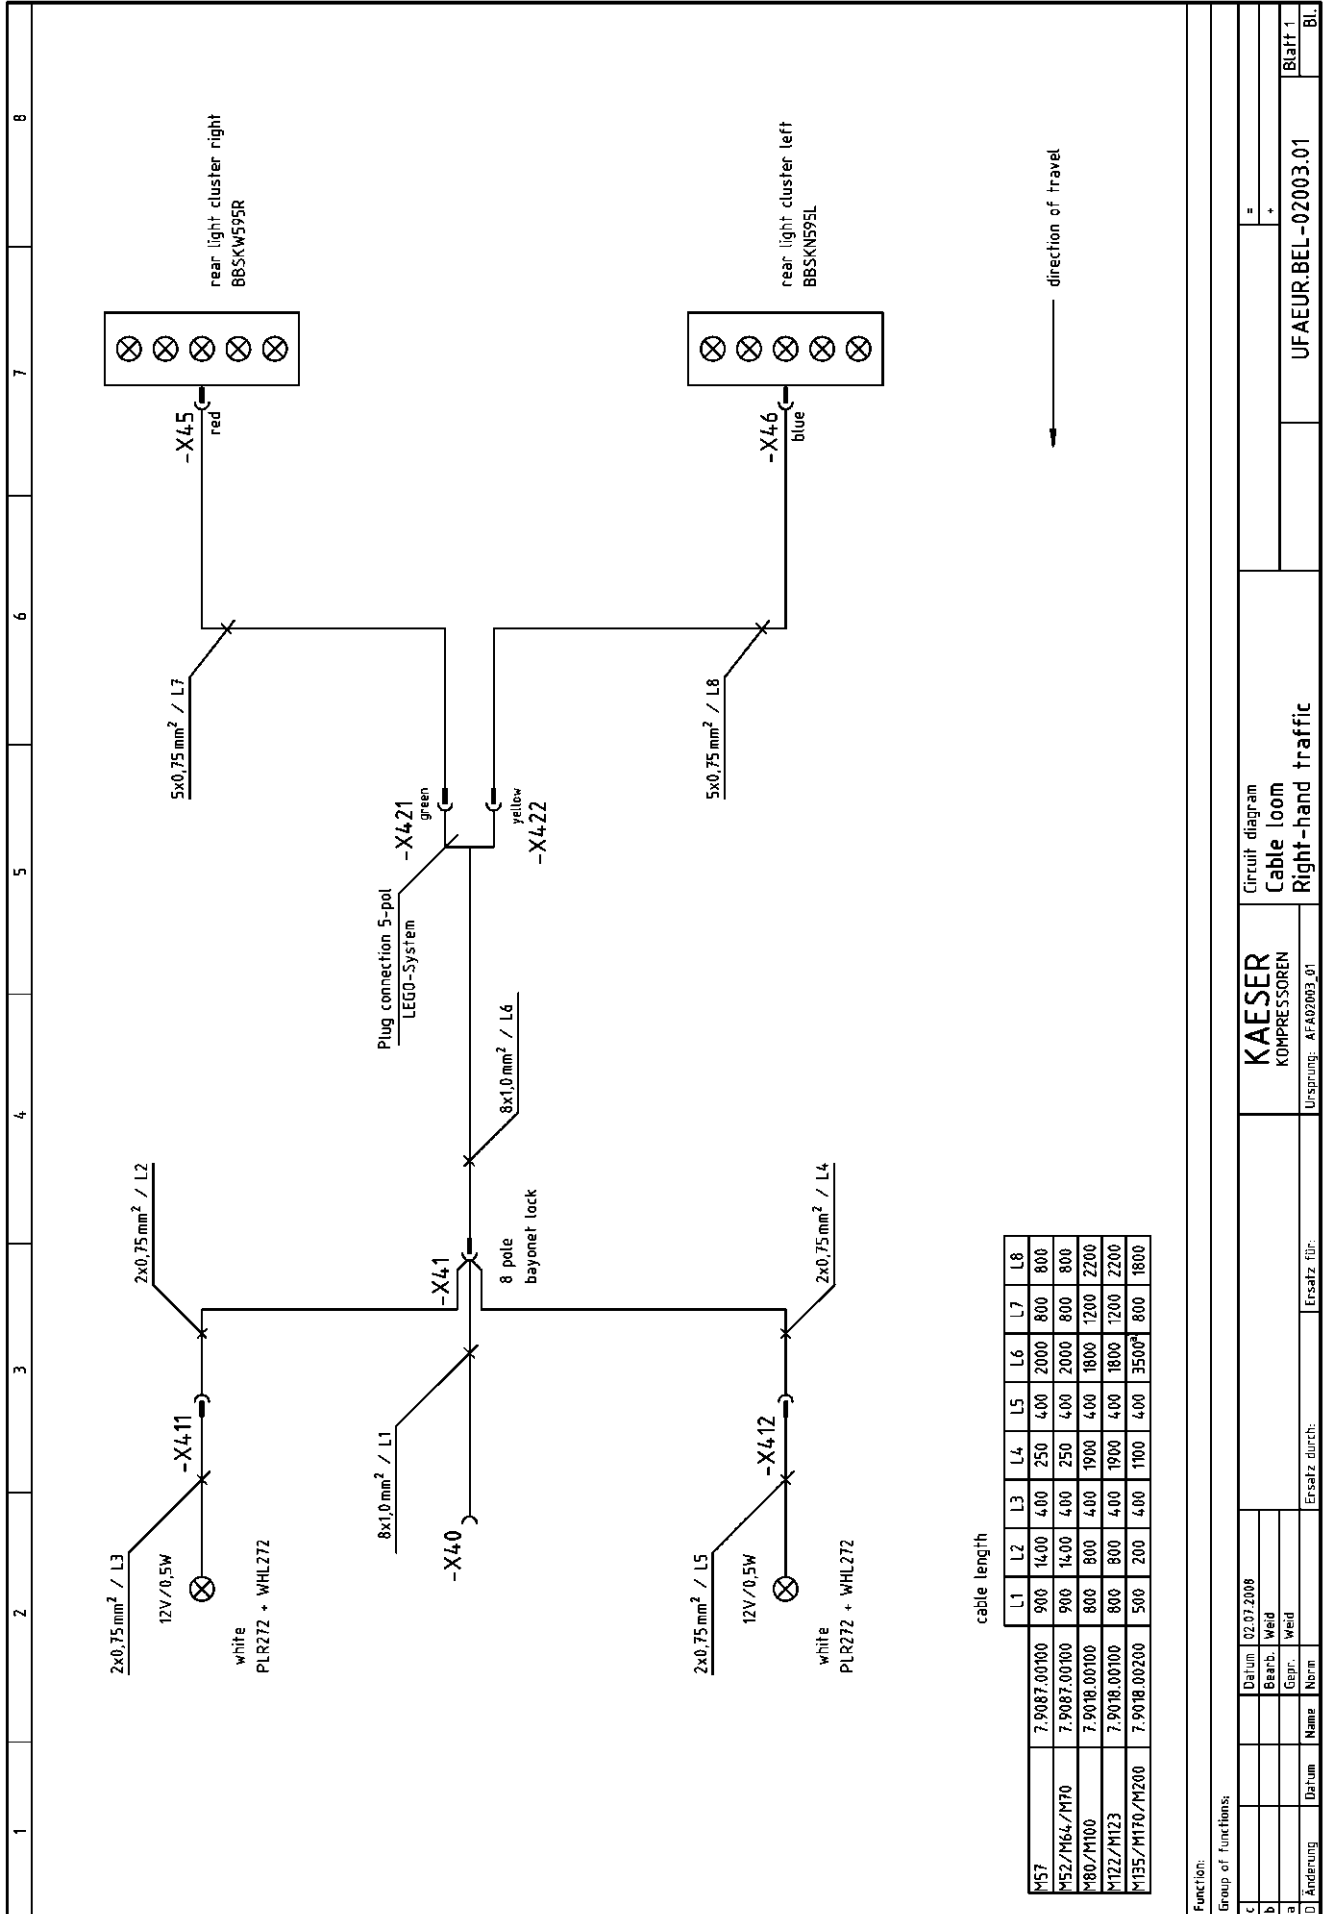 1 2 3 4 5 6 7 8
2x0,75mm² / L3
12V/0,5W
white
PLR272 + WHL272
-X411
2x0,75mm² / L2
rear light cluster right
BBSKW595R
-X45
red
5x0,75mm² / L7
Plug connection 5-pol
LEGO-System
-X421
green
yellow
-X422
8x1,0mm² / L1
-X40
-X41
8 pole
bayonet lock
8x1,0mm² / L6
2x0,75mm² / L5
12V/0,5W
white
PLR272 + WHL272
-X412
2x0,75mm² / L4
5x0,75mm² / L8
-X46
blue
rear light cluster left
BBSKN595L
direction of travel
cable length
L1 L2 L3 L4 L5 L6 L7 L8
M57 7.9087.00100 900 1400 400 250 400 2000 800 800
M52/M64/M70 7.9087.00100 900 1400 400 250 400 2000 800 800
M80/M100 7.9018.00100 800 800 400 1900 400 1800 1200 2200
M122/M123 7.9018.00100 800 800 400 1900 400 1800 1200 2200
M135/M170/M200 7.9018.00200 500 200 400 1100 400 3500 800 1800
Function:
Group of functions:
c
b
a
Änderung Datum Name
Datum 02.07.2008
Bearb. Weid
Gepr. Weid
Norm
Ersatz durch:
Ersatz für:
KAESER
KOMPRESSOREN
Ursprung: AFA02003_01
Circuit diagram
Cable loom
Right-hand traffic
=
+
UFAEUR.BEL-02003.01
Blatt 1
Bl.